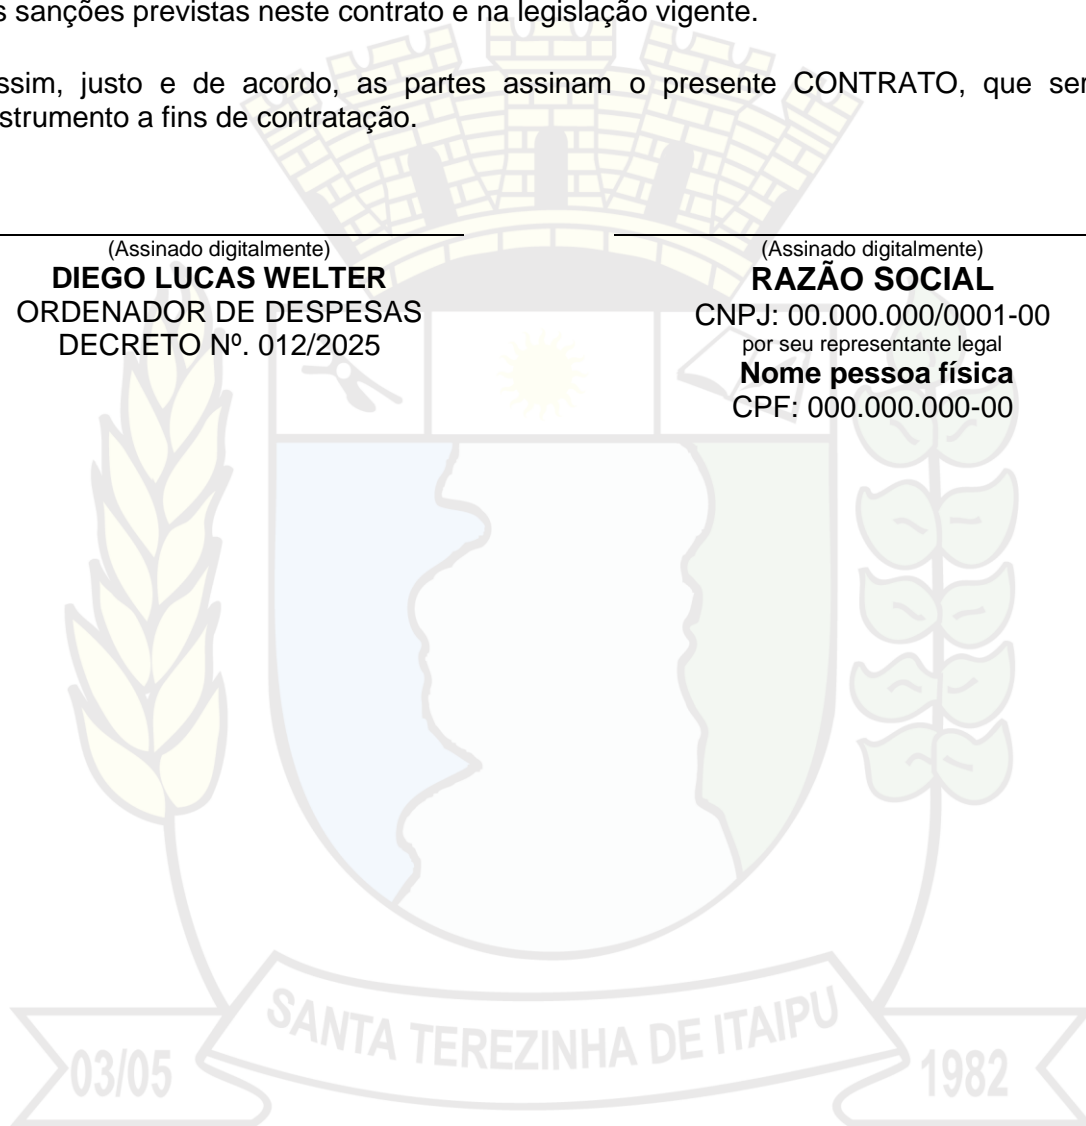 s sanções previstas neste contrato e na legislação vigente.
ssim, justo e de acordo, as partes assinam o presente CONTRATO, que ser
strumento a fins de contratação.
(Assinado digitalmente)
DIEGO LUCAS WELTER
ORDENADOR DE DESPESAS
DECRETO Nº. 012/2025
(Assinado digitalmente)
RAZÃO SOCIAL
CNPJ: 00.000.000/0001-00
por seu representante legal
Nome pessoa física
CPF: 000.000.000-00
SANTA TEREZINHA DE ITAIPU
03/05
1982